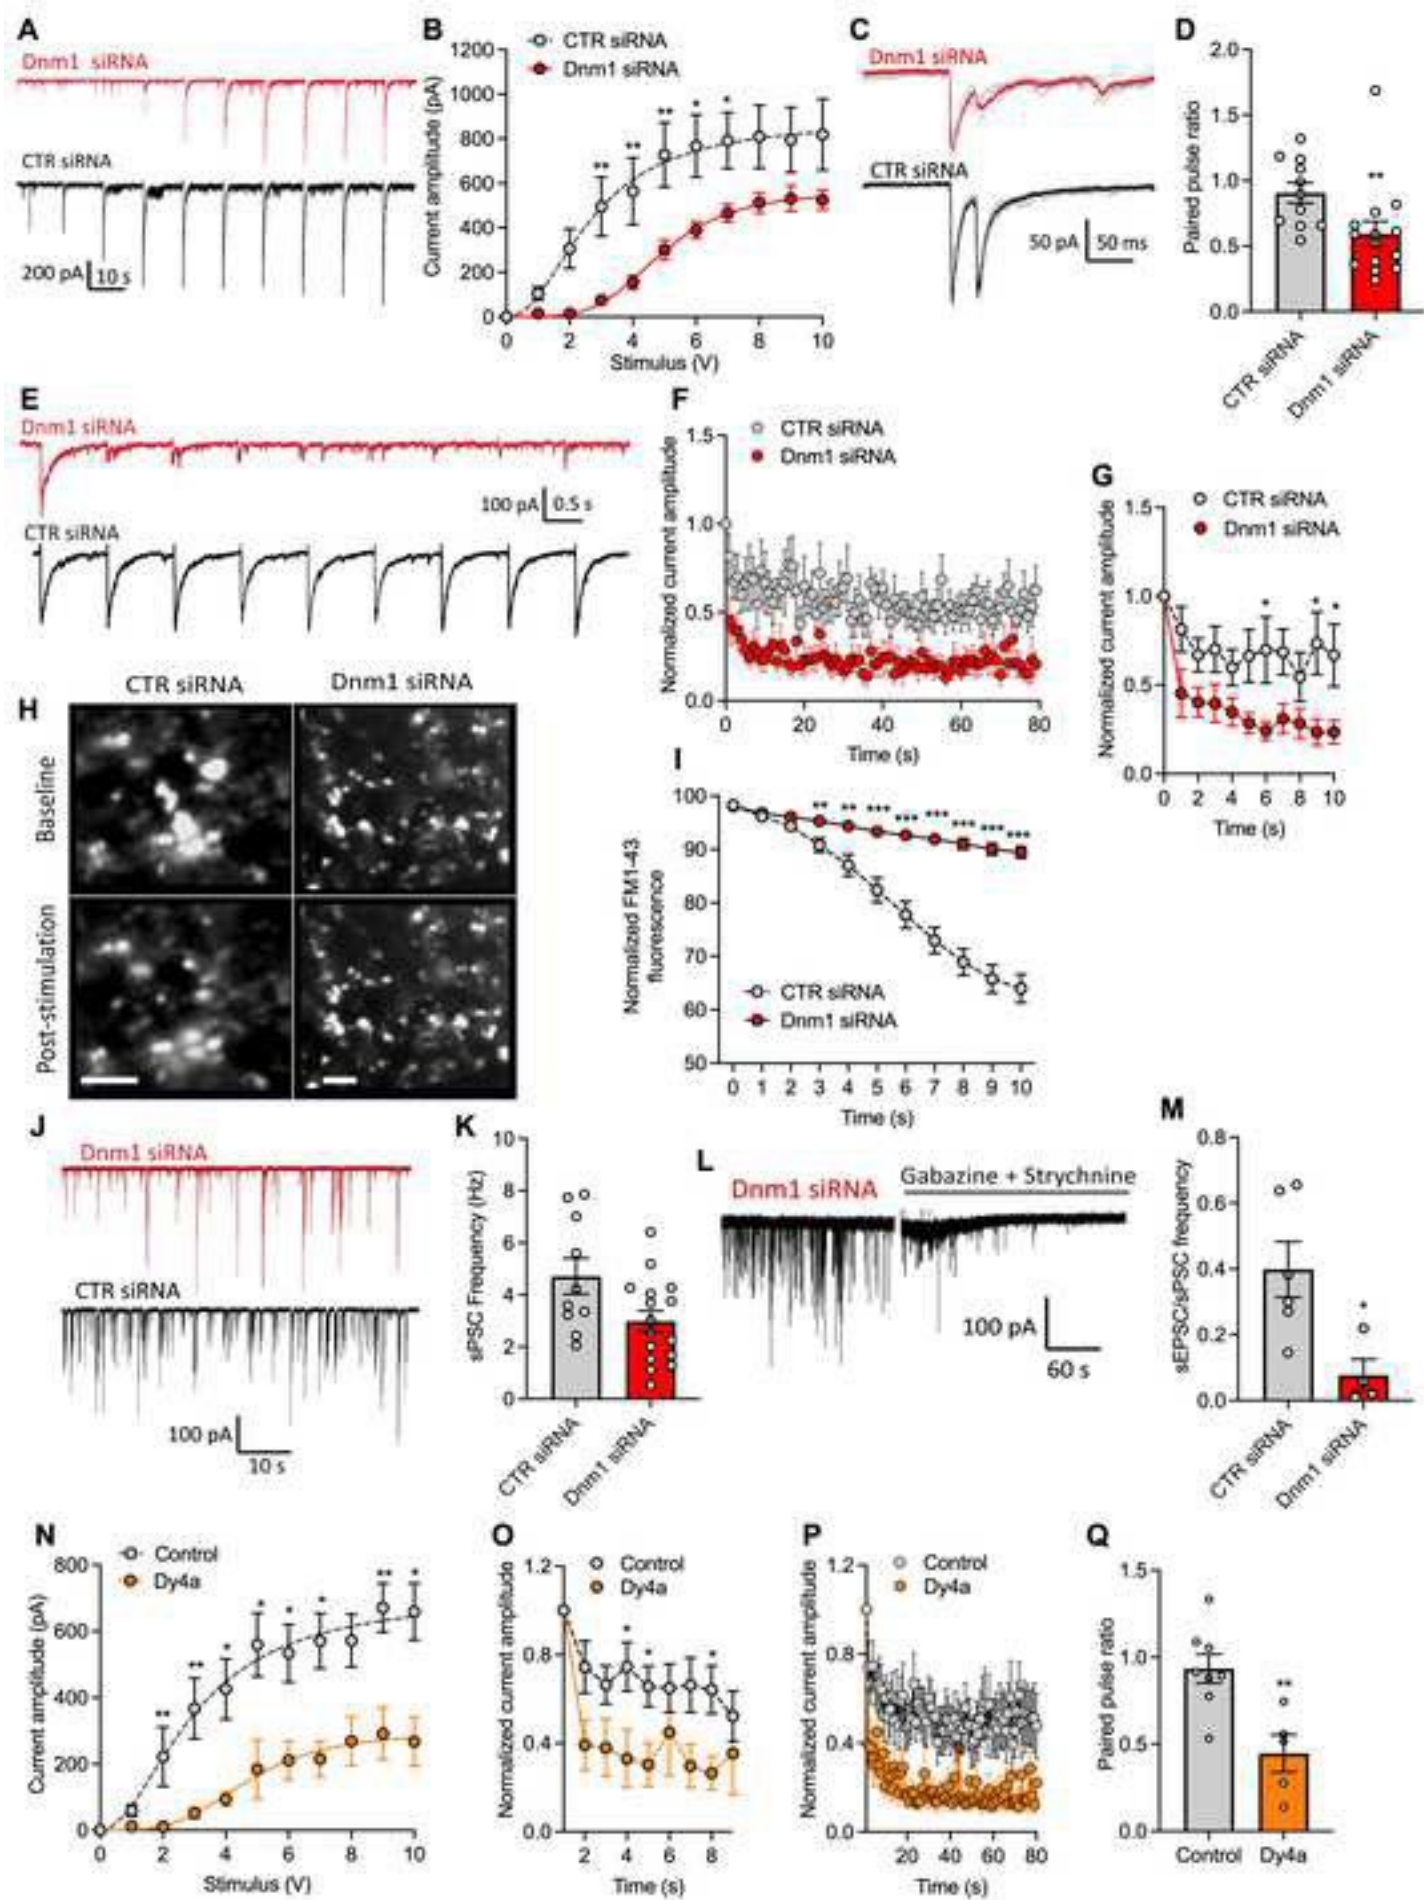 A
Dnm1 siRNA
CTR siRNA
200 pA
10 s
B
CTR siRNA
Dnm1 siRNA
Current amplitude (pA)
1200
1000
800
600
400
200
0
** ** ** * *
0 2 4 6 8 10
Stimulus (V)
C
Dnm1 siRNA
CTR siRNA
50 pA
50 ms
D
Paired pulse ratio
2.0
1.5
1.0
0.5
0.0
**
CTR siRNA
Dnm1 siRNA
E
Dnm1 siRNA
100 pA
0.5 s
CTR siRNA
F
CTR siRNA
Dnm1 siRNA
Normalized current amplitude
1.5
1.0
0.5
0.0
0 20 40 60 80
Time (s)
G
CTR siRNA
Dnm1 siRNA
Normalized current amplitude
1.5
1.0
0.5
0.0
* * *
0 2 4 6 8 10
Time (s)
H
CTR siRNA
Dnm1 siRNA
Baseline
Post-stimulation
I
Normalized FM1-43
fluorescence
100
90
80
70
60
50
** ** *** *** *** *** *** ***
CTR siRNA
Dnm1 siRNA
0 1 2 3 4 5 6 7 8 9 10
Time (s)
J
Dnm1 siRNA
CTR siRNA
100 pA
10 s
K
sPSC Frequency (Hz)
10
8
6
4
2
0
CTR siRNA
Dnm1 siRNA
L
Dnm1 siRNA
Gabazine + Strychnine
100 pA
60 s
M
sEPSC/sPSC frequency
0.8
0.6
0.4
0.2
0.0
*
CTR siRNA
Dnm1 siRNA
N
Control
Dy4a
Current amplitude (pA)
800
600
400
200
0
** ** * * * * ** *
0 2 4 6 8 10
Stimulus (V)
O
Control
Dy4a
Normalized current amplitude
1.2
0.8
0.4
0.0
* * *
2 4 6 8
Time (s)
P
Control
Dy4a
Normalized current amplitude
1.2
0.8
0.4
0.0
20 40 60 80
Time (s)
Q
Paired pulse ratio
1.5
1.0
0.5
0.0
**
Control
Dy4a